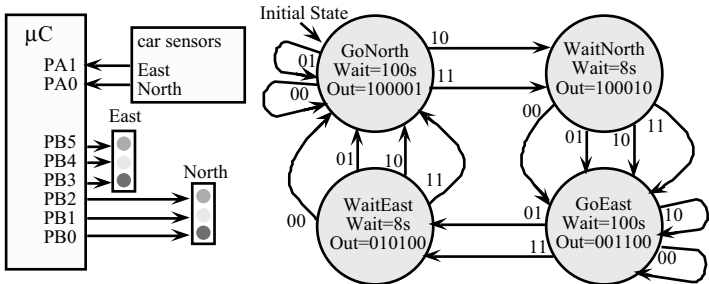 μC
PA1
PA0
PB5
PB4
PB3
PB2
PB1
PB0
car sensors
East
North
East
North
Initial State
GoNorth
Wait=100s
Out=100001
01
00
10
11
WaitNorth
Wait=8s
Out=100010
00
01
10
11
WaitEast
Wait=8s
Out=010100
00
01
10
11
GoEast
Wait=100s
Out=001100
01
11
10
00